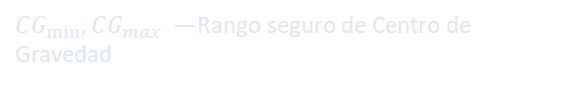 CG_min, CG_max — Rango seguro de Centro de
Gravedad